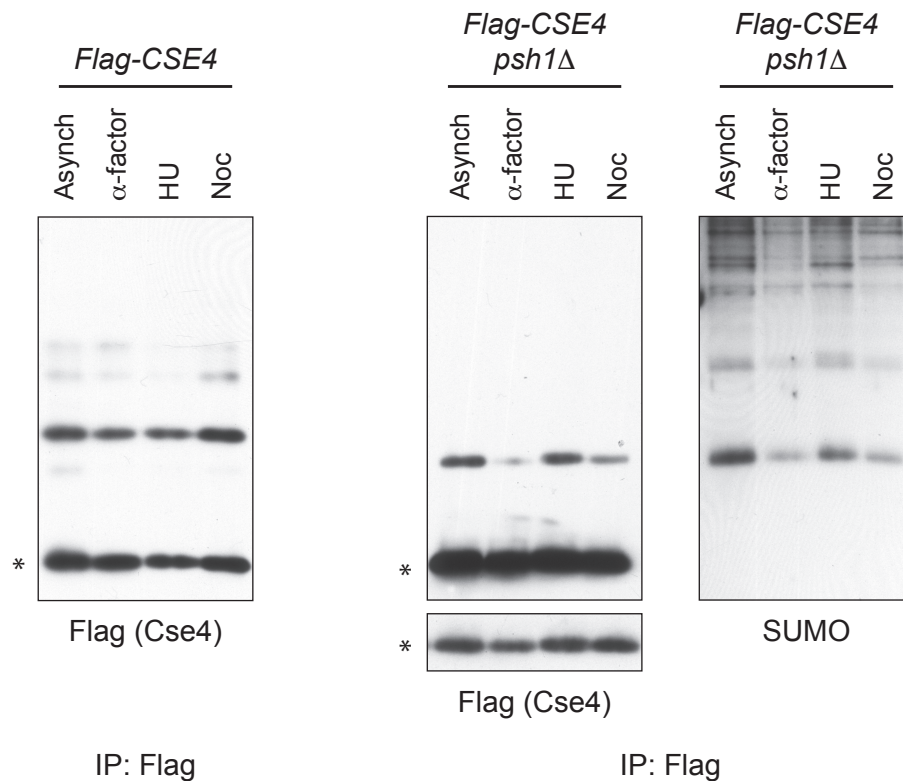 Flag-CSE4
Asynch
α-factor
HU
Noc
*
Flag (Cse4)
IP: Flag
Flag-CSE4
psh1Δ
Asynch
α-factor
HU
Noc
*
*
Flag (Cse4)
Flag-CSE4
psh1Δ
Asynch
α-factor
HU
Noc
SUMO
IP: Flag